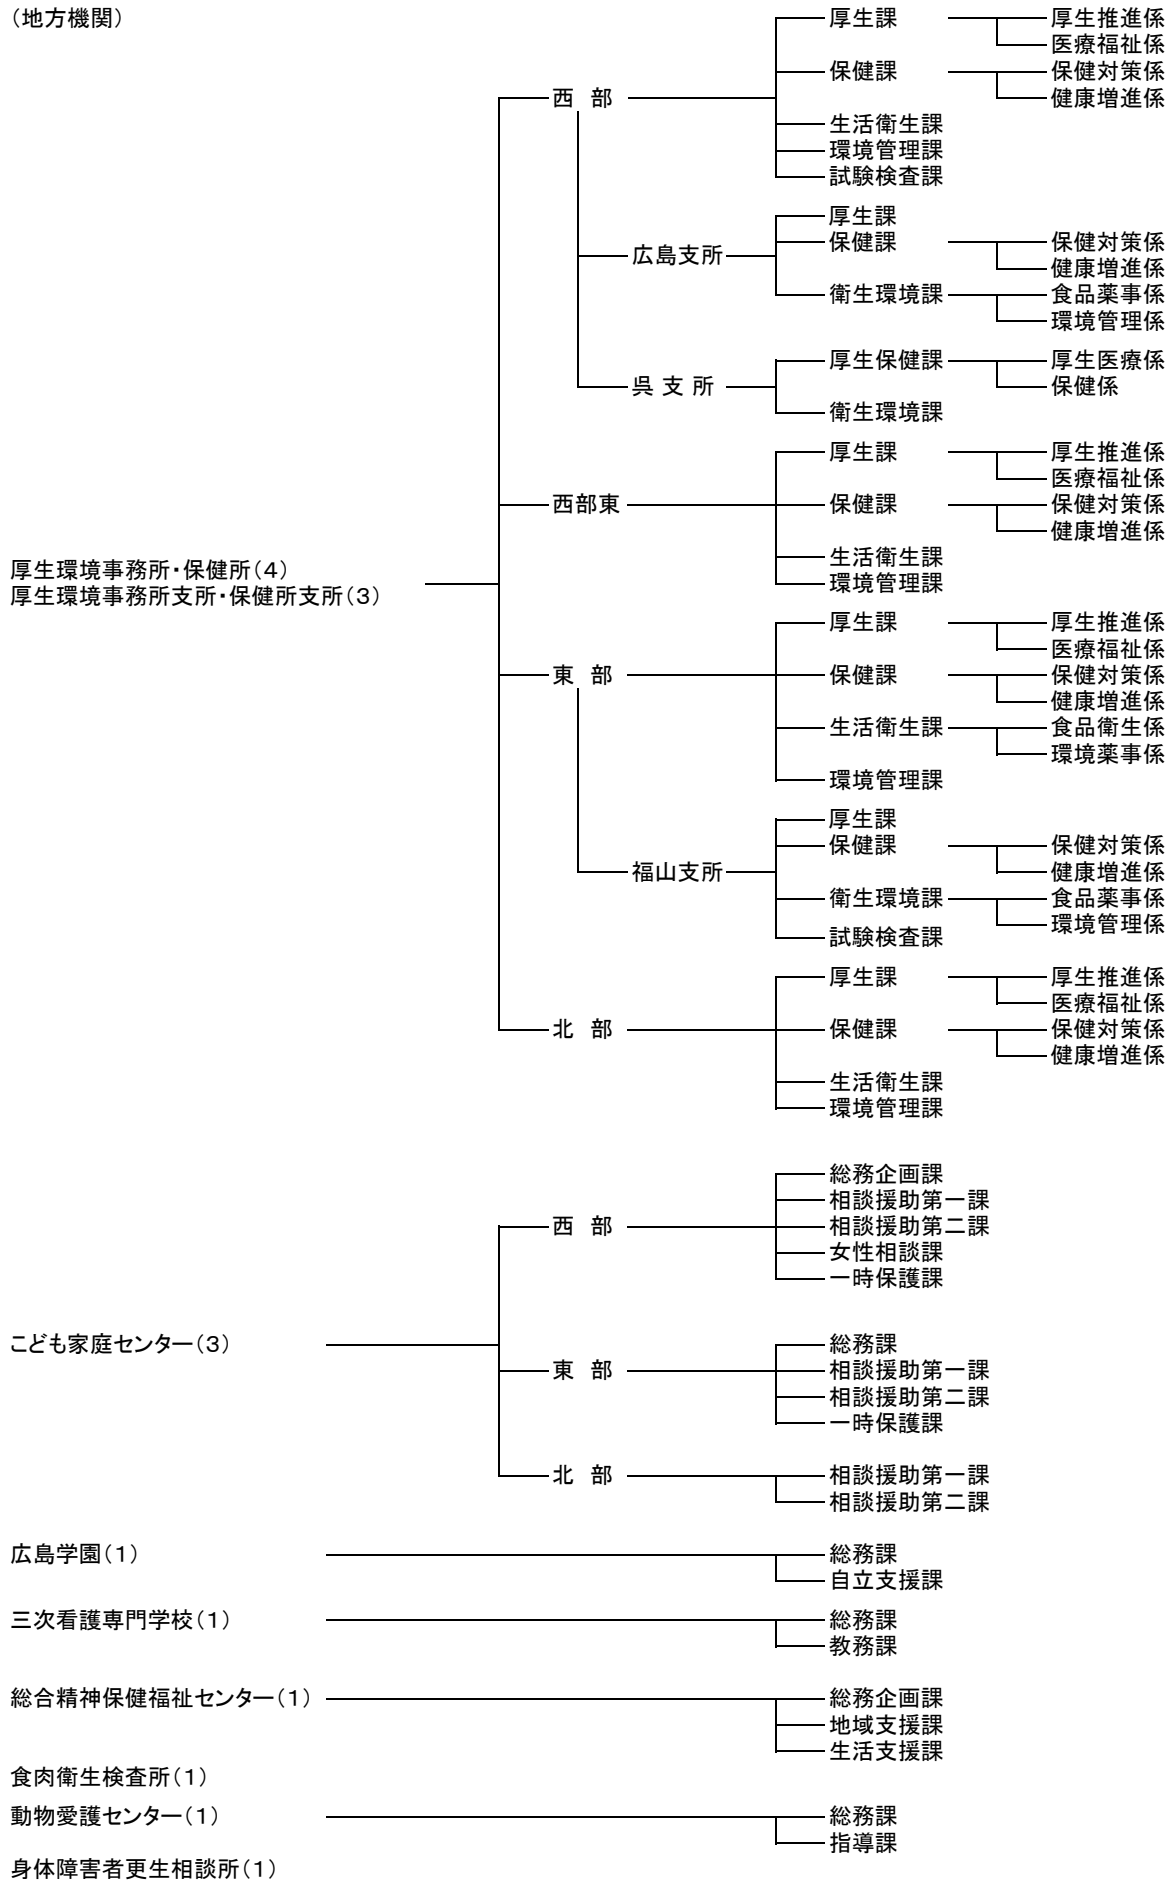 （地方機関）
厚生課 厚生推進係
医療福祉係
保健課 保健対策係
西 部 健康増進係
生活衛生課
環境管理課
試験検査課
厚生課
保健課 保健対策係
広島支所 健康増進係
衛生環境課 食品薬事係
環境管理係
厚生保健課 厚生医療係
呉 支 所 保健係
衛生環境課
厚生課 厚生推進係
医療福祉係
西部東 保健課 保健対策係
健康増進係
生活衛生課
厚生環境事務所・保健所（４）
環境管理課
厚生環境事務所支所・保健所支所（３）
厚生課 厚生推進係
医療福祉係
東 部 保健課 保健対策係
健康増進係
生活衛生課 食品衛生係
環境薬事係
環境管理課
厚生課
保健課 保健対策係
福山支所 健康増進係
衛生環境課 食品薬事係
環境管理係
試験検査課
厚生課 厚生推進係
医療福祉係
北 部 保健課 保健対策係
健康増進係
生活衛生課
環境管理課
総務企画課
相談援助第一課
西 部 相談援助第二課
女性相談課
一時保護課
こども家庭センター（３） 総務課
東 部 相談援助第一課
相談援助第二課
一時保護課
北 部 相談援助第一課
相談援助第二課
広島学園（１） 総務課
自立支援課
三次看護専門学校（１） 総務課
教務課
総合精神保健福祉センター（１） 総務企画課
地域支援課
生活支援課
食肉衛生検査所（１）
動物愛護センター（１） 総務課
指導課
身体障害者更生相談所（１）